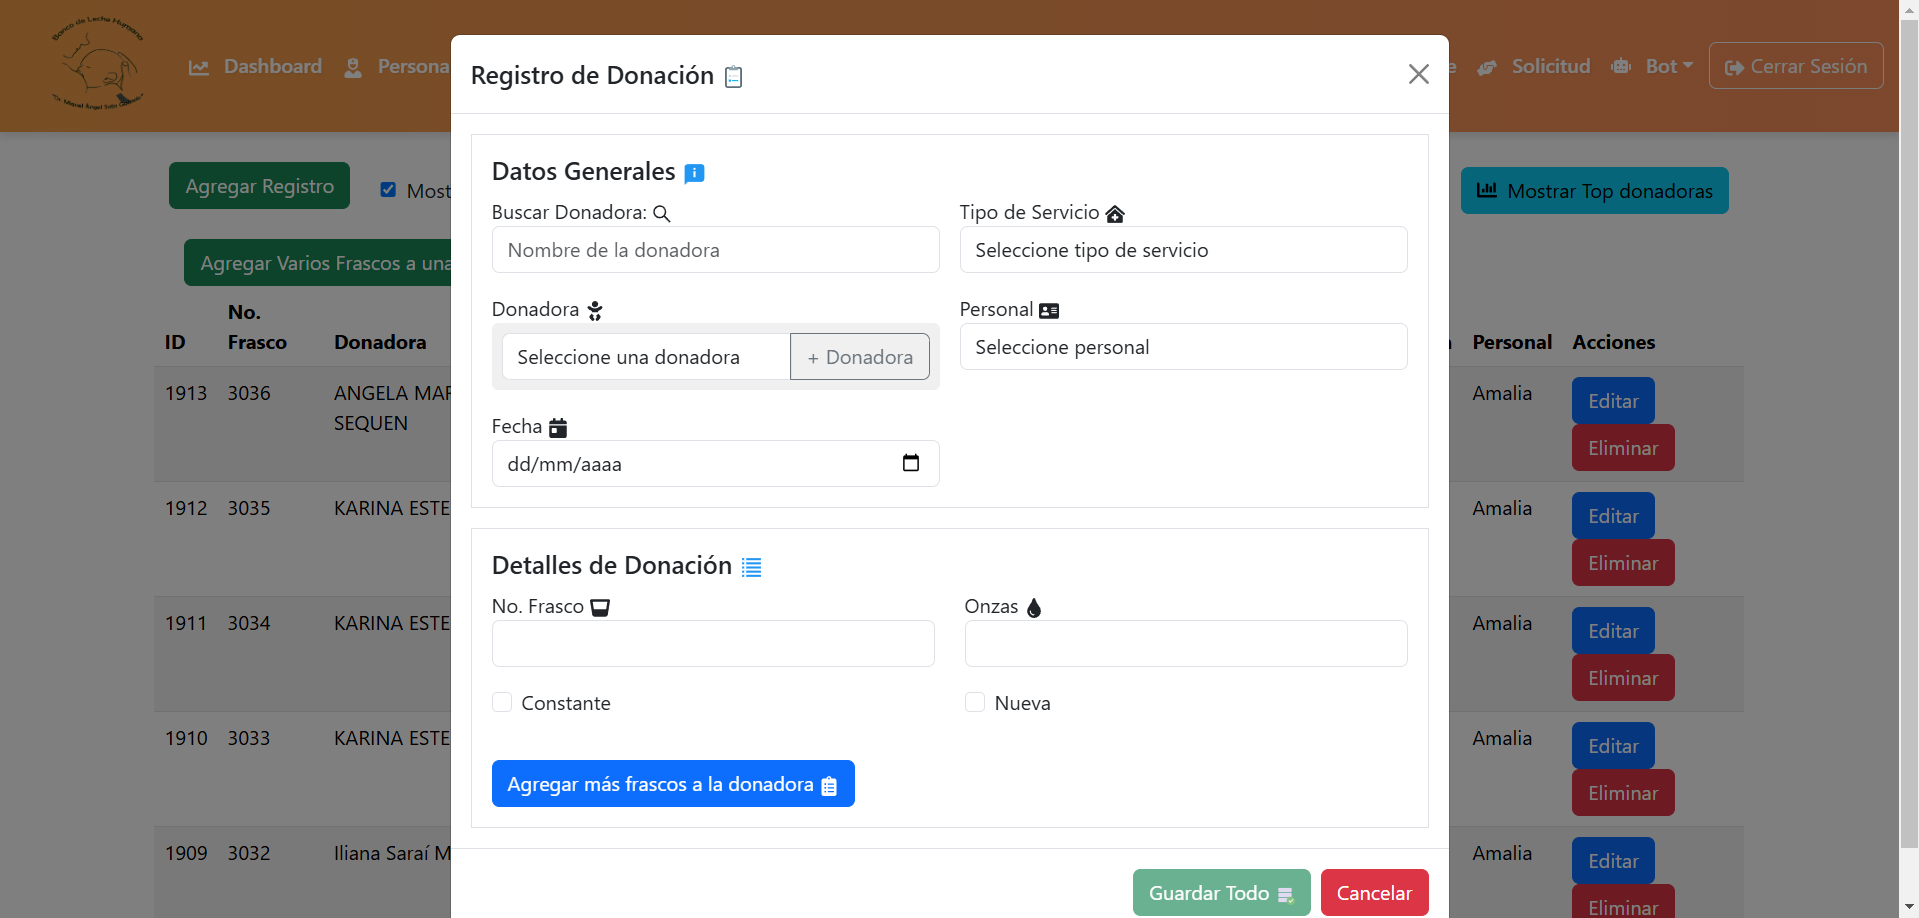 Banco de Leche Humana
Dashboard
Persona
e
Solicitud
Bot
Cerrar Sesión
Registro de Donación
Agregar Registro
Most
Mostrar Top donadoras
Agregar Varios Frascos a una
Datos Generales
Buscar Donadora:
Nombre de la donadora
Tipo de Servicio
Seleccione tipo de servicio
Donadora
Seleccione una donadora
+ Donadora
Personal
Seleccione personal
Fecha
dd/mm/aaaa
Detalles de Donación
No. Frasco
Onzas
Constante
Nueva
Agregar más frascos a la donadora
Guardar Todo
Cancelar
ID No. Frasco Donadora Personal Acciones
1913 3036 ANGELA MAR Amalia Editar
SEQUEN Eliminar
1912 3035 KARINA ESTE Amalia Editar
Eliminar
1911 3034 KARINA ESTE Amalia Editar
Eliminar
1910 3033 KARINA ESTE Amalia Editar
Eliminar
1909 3032 Iliana Saraí M Amalia Editar
Eliminar